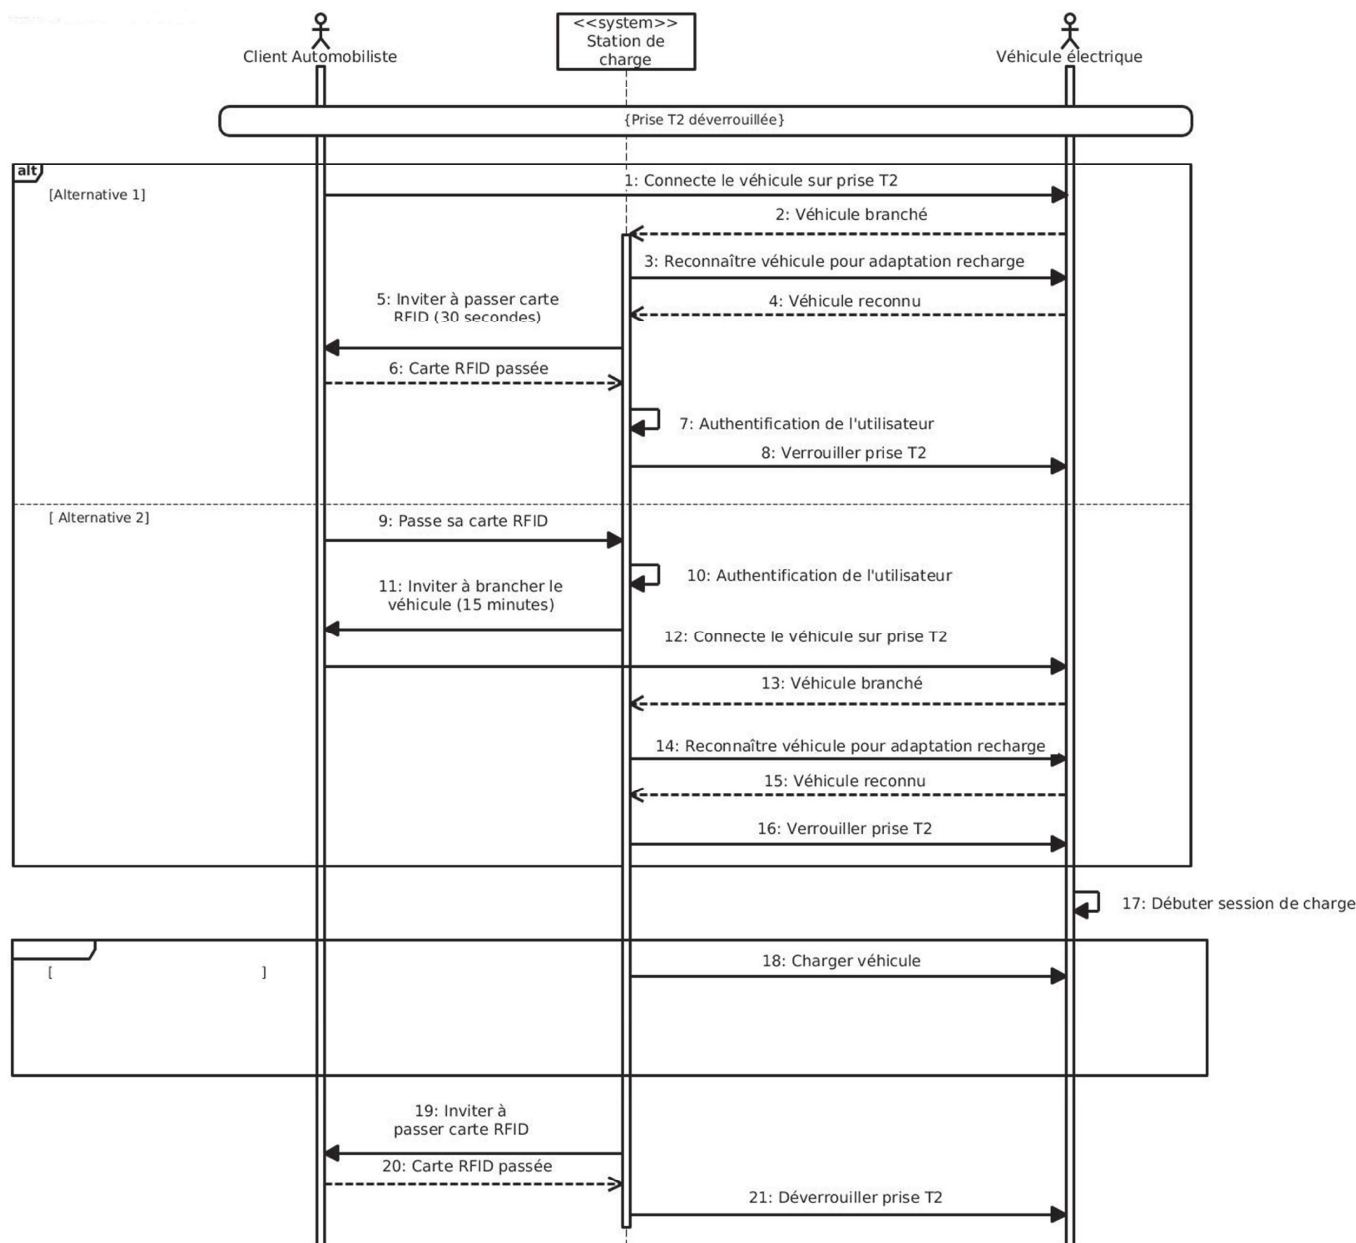 <<system>>
Station de
charge
Client Automobiliste
Véhicule électrique
{Prise T2 déverrouillée}
alt
[Alternative 1]
1: Connecte le véhicule sur prise T2
2: Véhicule branché
3: Reconnaître véhicule pour adaptation recharge
4: Véhicule reconnu
5: Inviter à passer carte
RFID (30 secondes)
6: Carte RFID passée
7: Authentification de l'utilisateur
8: Verrouiller prise T2
[ Alternative 2]
9: Passe sa carte RFID
10: Authentification de l'utilisateur
11: Inviter à brancher le
véhicule (15 minutes)
12: Connecte le véhicule sur prise T2
13: Véhicule branché
14: Reconnaître véhicule pour adaptation recharge
15: Véhicule reconnu
16: Verrouiller prise T2
17: Débuter session de charge
[ ]
18: Charger véhicule
19: Inviter à
passer carte RFID
20: Carte RFID passée
21: Déverrouiller prise T2